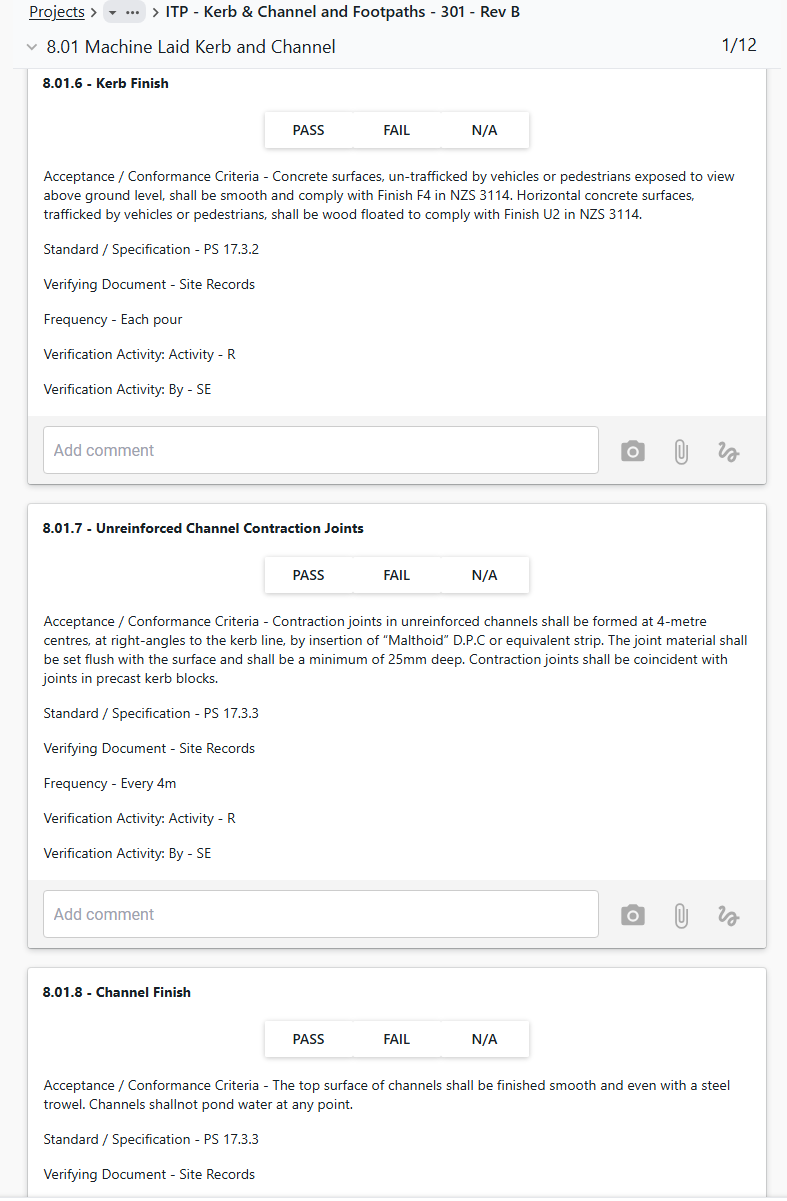 Projects > ... > ITP - Kerb & Channel and Footpaths - 301 - Rev B
8.01 Machine Laid Kerb and Channel 1/12
8.01.6 - Kerb Finish
PASS FAIL N/A
Acceptance / Conformance Criteria - Concrete surfaces, un-trafficked by vehicles or pedestrians exposed to view
above ground level, shall be smooth and comply with Finish F4 in NZS 3114. Horizontal concrete surfaces,
trafficked by vehicles or pedestrians, shall be wood floated to comply with Finish U2 in NZS 3114.
Standard / Specification - PS 17.3.2
Verifying Document - Site Records
Frequency - Each pour
Verification Activity: Activity - R
Verification Activity: By - SE
Add comment
8.01.7 - Unreinforced Channel Contraction Joints
PASS FAIL N/A
Acceptance / Conformance Criteria - Contraction joints in unreinforced channels shall be formed at 4-metre
centres, at right-angles to the kerb line, by insertion of “Malthoid” D.P.C or equivalent strip. The joint material shall
be set flush with the surface and shall be a minimum of 25mm deep. Contraction joints shall be coincident with
joints in precast kerb blocks.
Standard / Specification - PS 17.3.3
Verifying Document - Site Records
Frequency - Every 4m
Verification Activity: Activity - R
Verification Activity: By - SE
Add comment
8.01.8 - Channel Finish
PASS FAIL N/A
Acceptance / Conformance Criteria - The top surface of channels shall be finished smooth and even with a steel
trowel. Channels shallnot pond water at any point.
Standard / Specification - PS 17.3.3
Verifying Document - Site Records